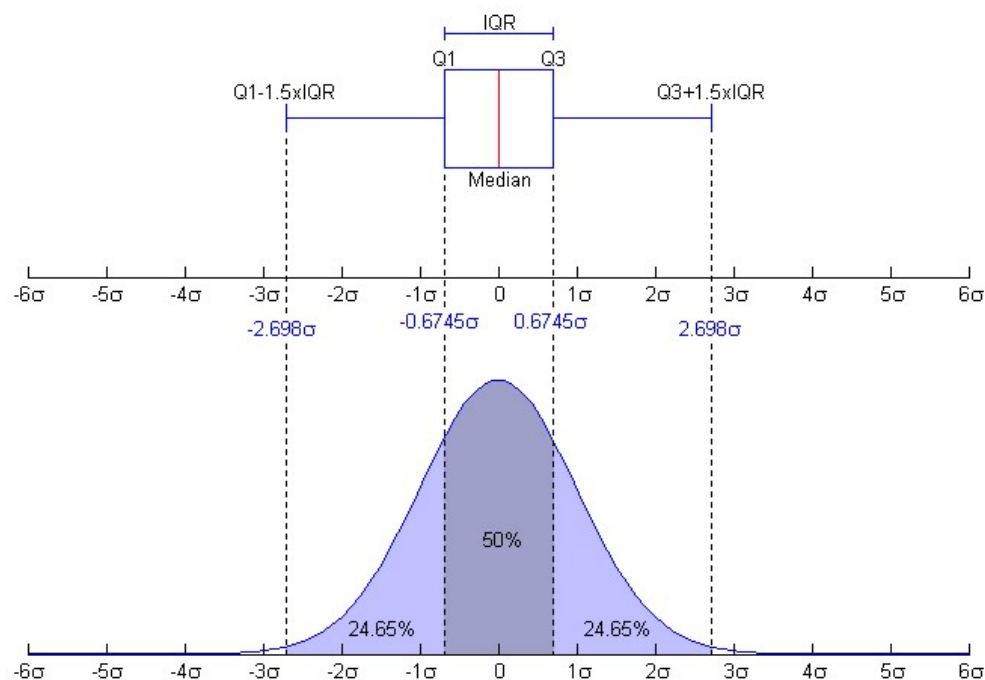 IQR
Q1 Q3
Q1-1.5xIQR Q3+1.5xIQR
Median
-6σ -5σ -4σ -3σ -2σ -1σ 0 1σ 2σ 3σ 4σ 5σ 6σ
-2.698σ -0.6745σ 0.6745σ 2.698σ
50%
24.65% 24.65%
-6σ -5σ -4σ -3σ -2σ -1σ 0 1σ 2σ 3σ 4σ 5σ 6σ